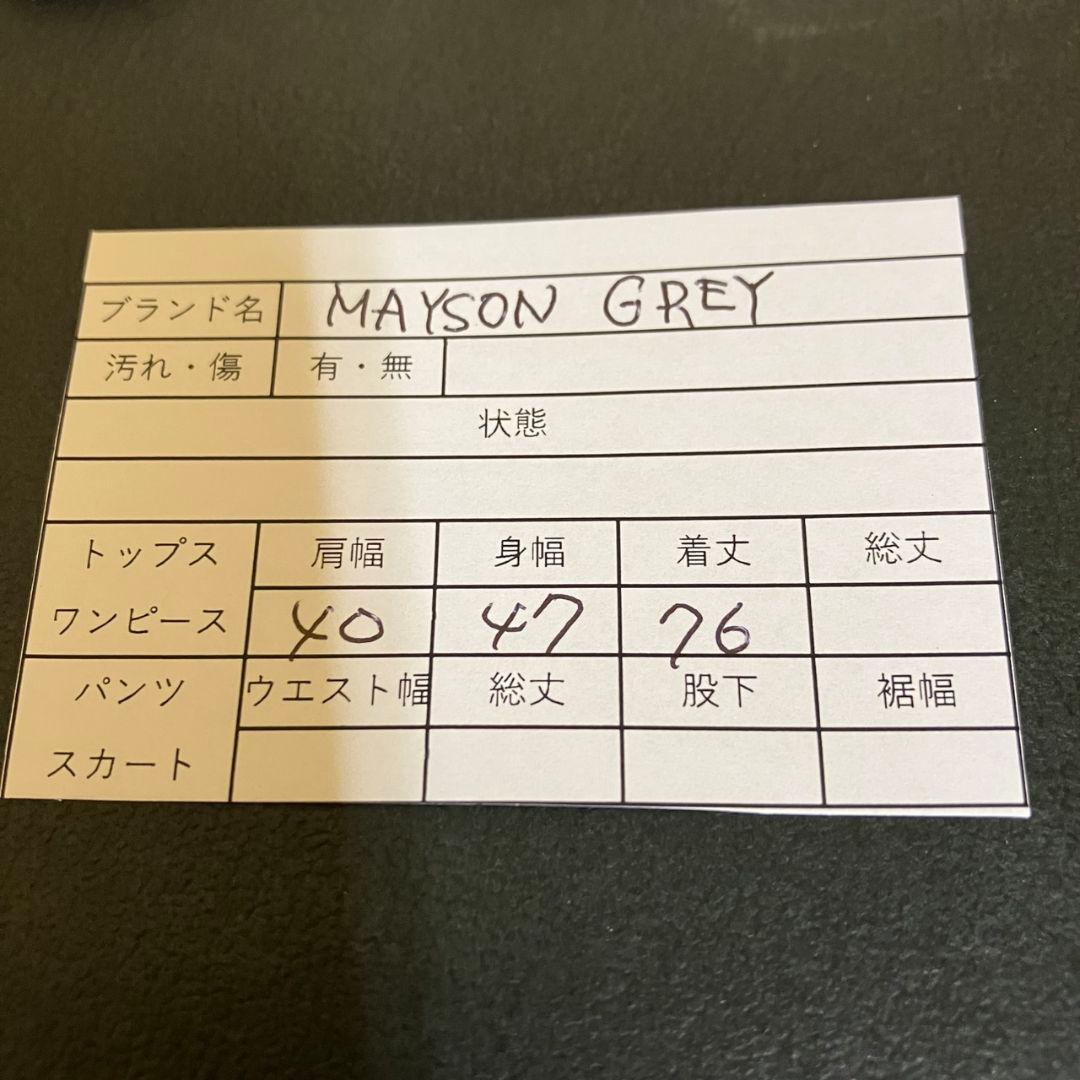 ブランド名 MAYSON GREY
汚れ・傷 有・無
状態
トップス 肩幅 身幅 着丈 総丈
ワンピース 40 47 76
パンツ ウエスト幅 総丈 股下 裾幅
スカート